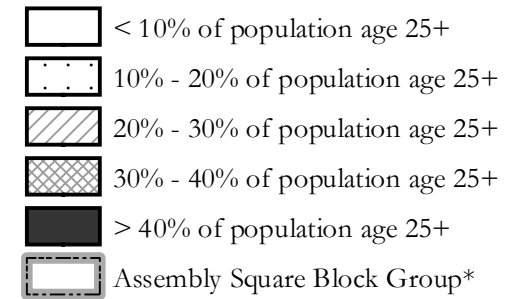 < 10% of population age 25+
10% - 20% of population age 25+
20% - 30% of population age 25+
30% - 40% of population age 25+
> 40% of population age 25+
Assembly Square Block Group*